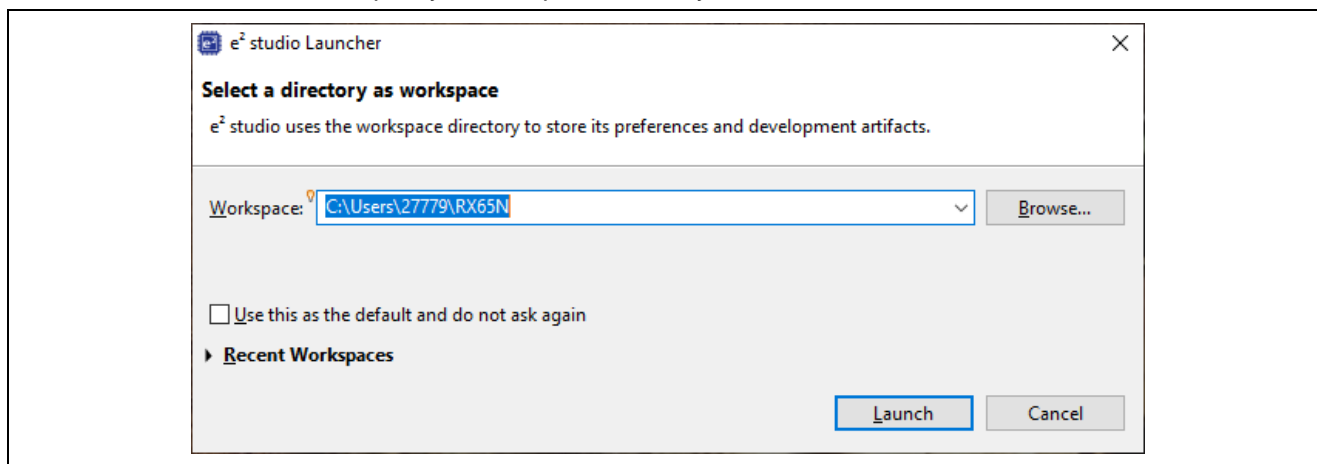 e² studio Launcher
Select a directory as workspace
e² studio uses the workspace directory to store its preferences and development artifacts.
Workspace: C:\Users\27779\RX65N Browse...
Use this as the default and do not ask again
Recent Workspaces
Launch Cancel